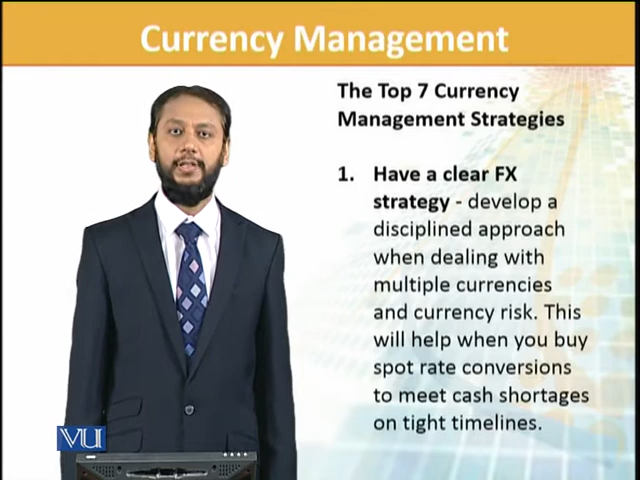 Currency Management
The Top 7 Currency
Management Strategies
1. Have a clear FX
strategy - develop a
disciplined approach
when dealing with
multiple currencies
and currency risk. This
will help when you buy
spot rate conversions
to meet cash shortages
on tight timelines.
VU